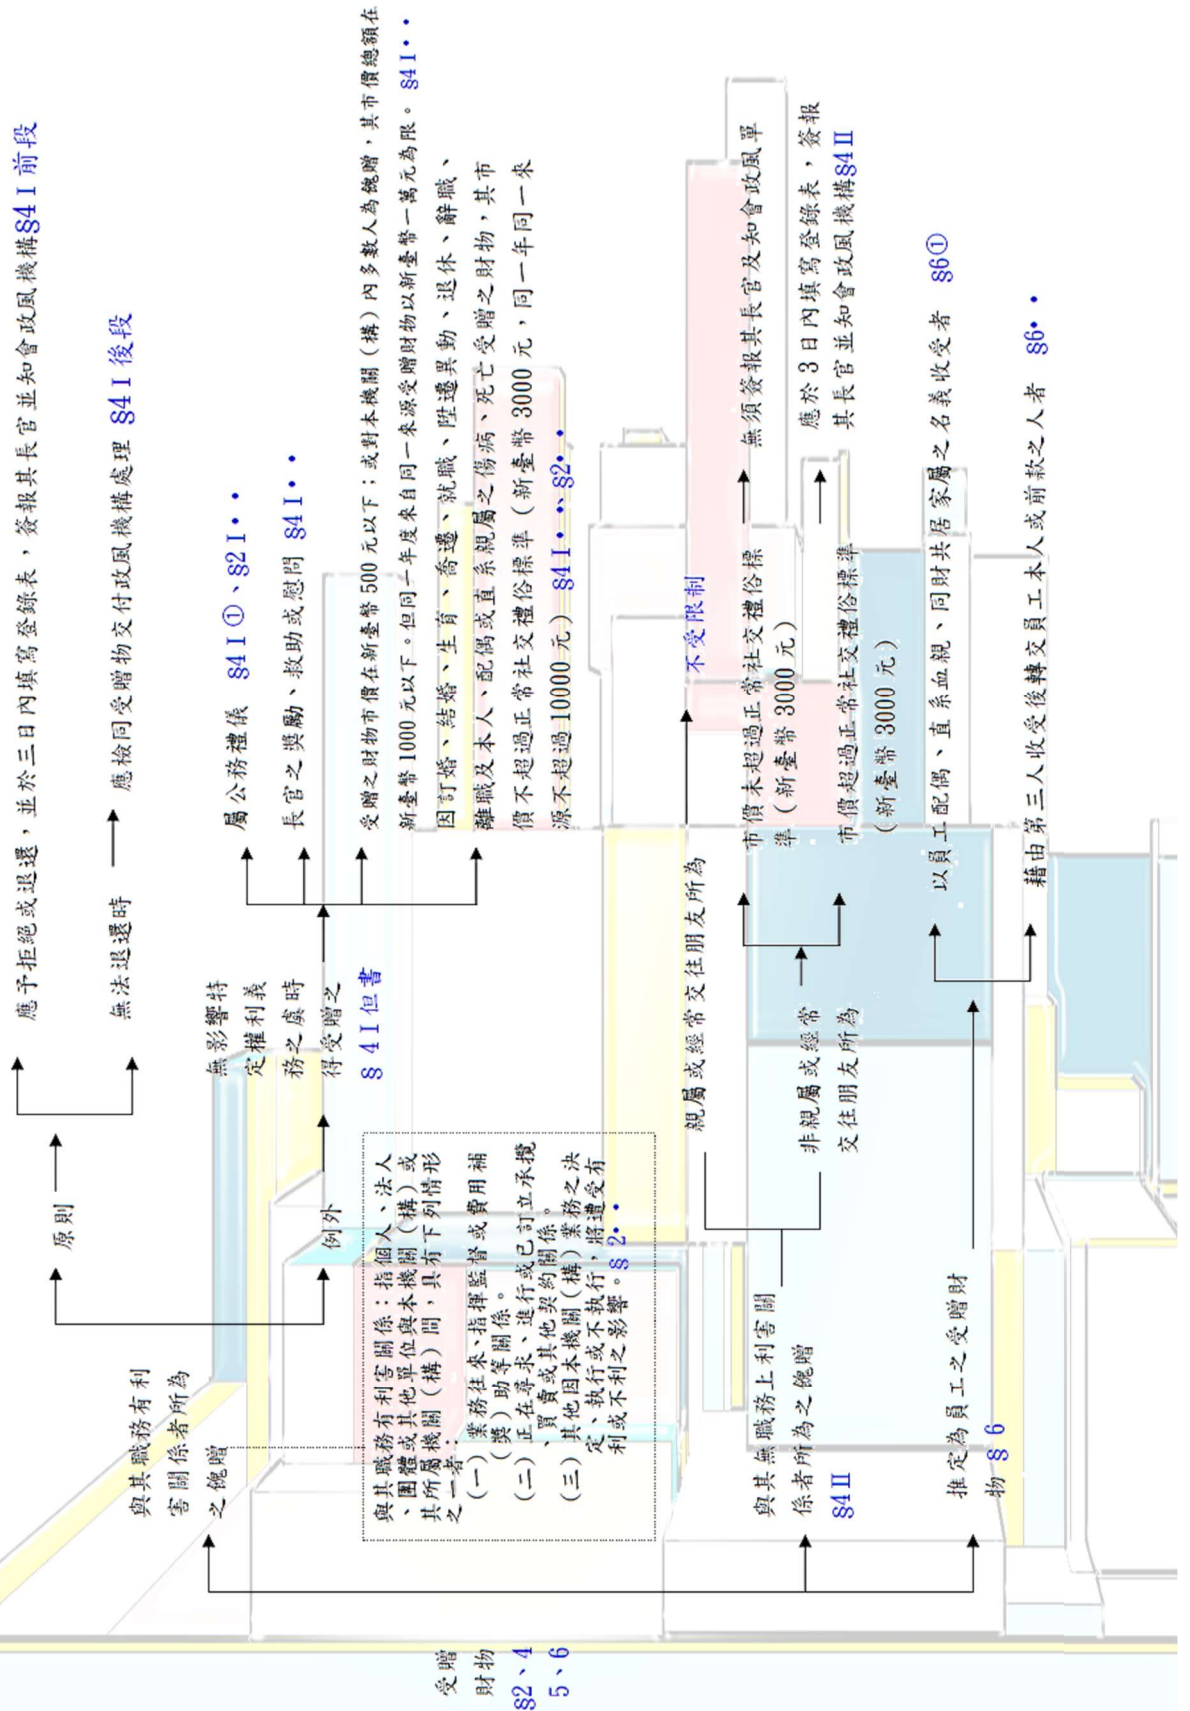 受贈
財物
§2、4
5、6
與其職務有利
害關係者所為
之餽贈
原則
應予拒絕或退還，並於三日內填寫登錄表，簽報其長官並知會政風機構§4Ⅰ前段
無法退還時
應檢同受贈物交付政風機構處理 §4Ⅰ後段
例外
無影響特
定權利義
務之虞時
得受贈之
§ 4Ⅰ但書
屬公務禮儀 §4Ⅰ①、§2Ⅰ··
長官之獎勵、救助或慰問 §4Ⅰ··
受贈之財物市價在新臺幣 500 元以下；或對本機關（構）內多數人為餽贈，其市價總額在
新臺幣 1000 元以下。但同一年度來自同一來源受贈財物以新臺幣一萬元為限。 §4Ⅰ··
因訂婚、結婚、生育、喬遷、就職、陞遷異動、退休、辭職、
離職及本人、配偶或直系親屬之傷病、死亡受贈之財物，其市
價不超過正常社交禮俗標準（新臺幣 3000 元，同一年同一來
源不超過 10000 元） §4Ⅰ··、§2··
與其職務有利害關係：指個人、法人
、團體或其他單位與本機關（構）或
其所屬機關（構）間，具有下列情形
之一者：
(一) 業務往來、指揮監督或費用補
（獎）助等關係。
(二) 正在尋求、進行或已訂立承攬
、買賣或其他契約關係。
(三) 其他因本機關（構）業務之決
定、執行或不執行，將遭受有
利或不利之影響。§ 2··
與其無職務上利害關
係者所為之餽贈
§4Ⅱ
親屬或經常交往朋友所為
不受限制
非親屬或經常
交往朋友所為
市價未超過正常社交禮俗標
準（新臺幣 3000 元）
無須簽報其長官及知會政風單
市價超過正常社交禮俗標準
（新臺幣 3000 元）
應於 3 日內填寫登錄表，簽報
其長官並知會政風機構§4Ⅱ
推定為員工之受贈財
物 § 6
以員工配偶、直系血親、同財共居家屬之名義收受者 §6①
藉由第三人收受後轉交員工本人或前款之人者 §6··